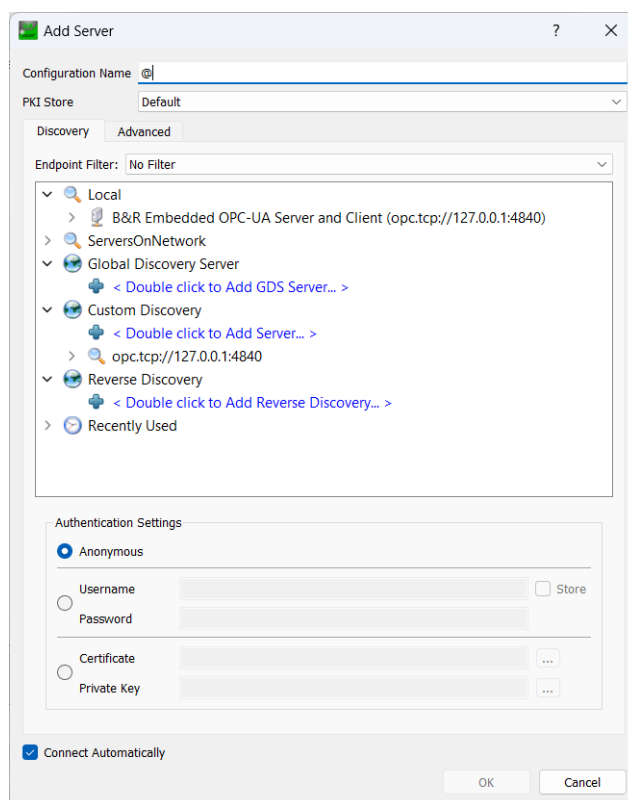 Add Server
Configuration Name @
PKI Store Default
Discovery Advanced
Endpoint Filter: No Filter
Local
B&R Embedded OPC-UA Server and Client (opc.tcp://127.0.0.1:4840)
ServersOnNetwork
Global Discovery Server
< Double click to Add GDS Server... >
Custom Discovery
< Double click to Add Server... >
opc.tcp://127.0.0.1:4840
Reverse Discovery
< Double click to Add Reverse Discovery... >
Recently Used
Authentication Settings
Anonymous
Username Store
Password
Certificate ...
Private Key ...
Connect Automatically
OK Cancel